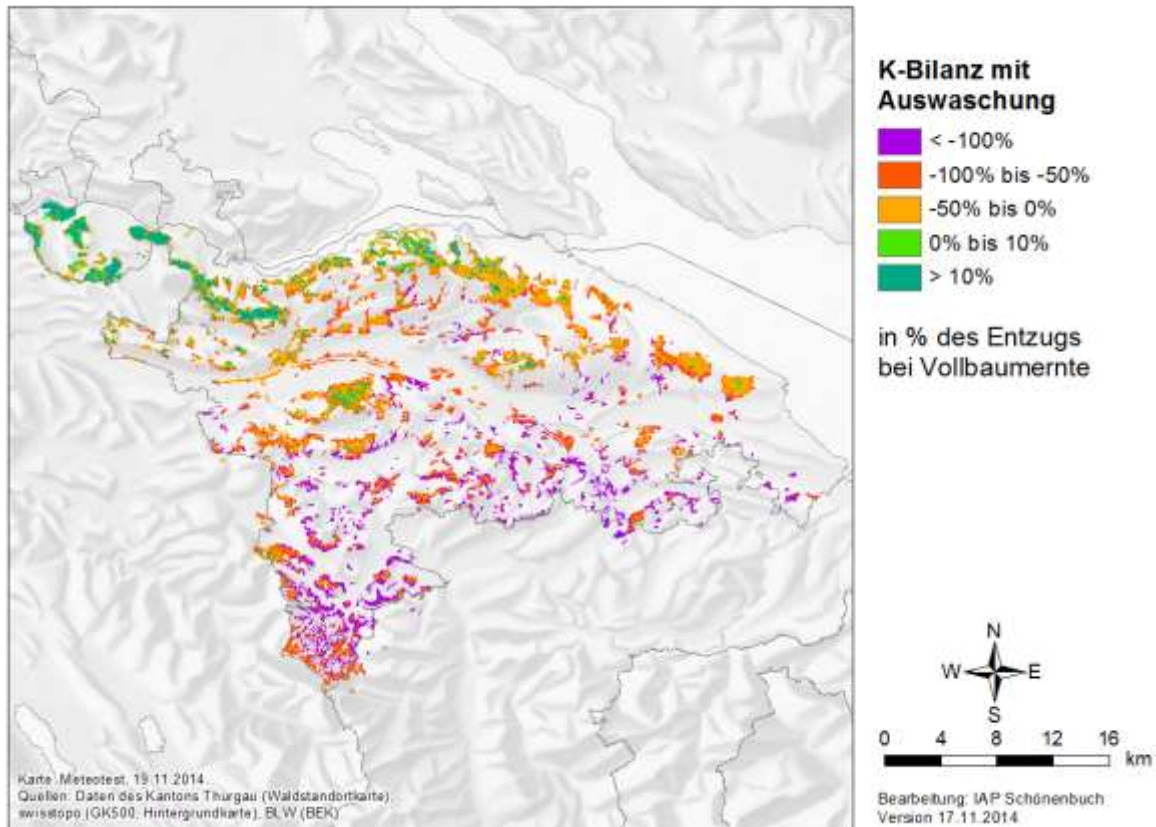 K-Bilanz mit
Auswaschung
< -100%
-100% bis -50%
-50% bis 0%
0% bis 10%
> 10%
in % des Entzugs
bei Vollbaumernte
N
W E
S
0 4 8 12 16
km
Karte: Meteotest, 19.11.2014
Quellen: Daten des Kantons Thurgau (Waldstandortkarte),
swisstopo (GK500, Hintergrundkarte), BLW (BEK)
Bearbeitung: IAP Schönenbuch
Version 17.11.2014